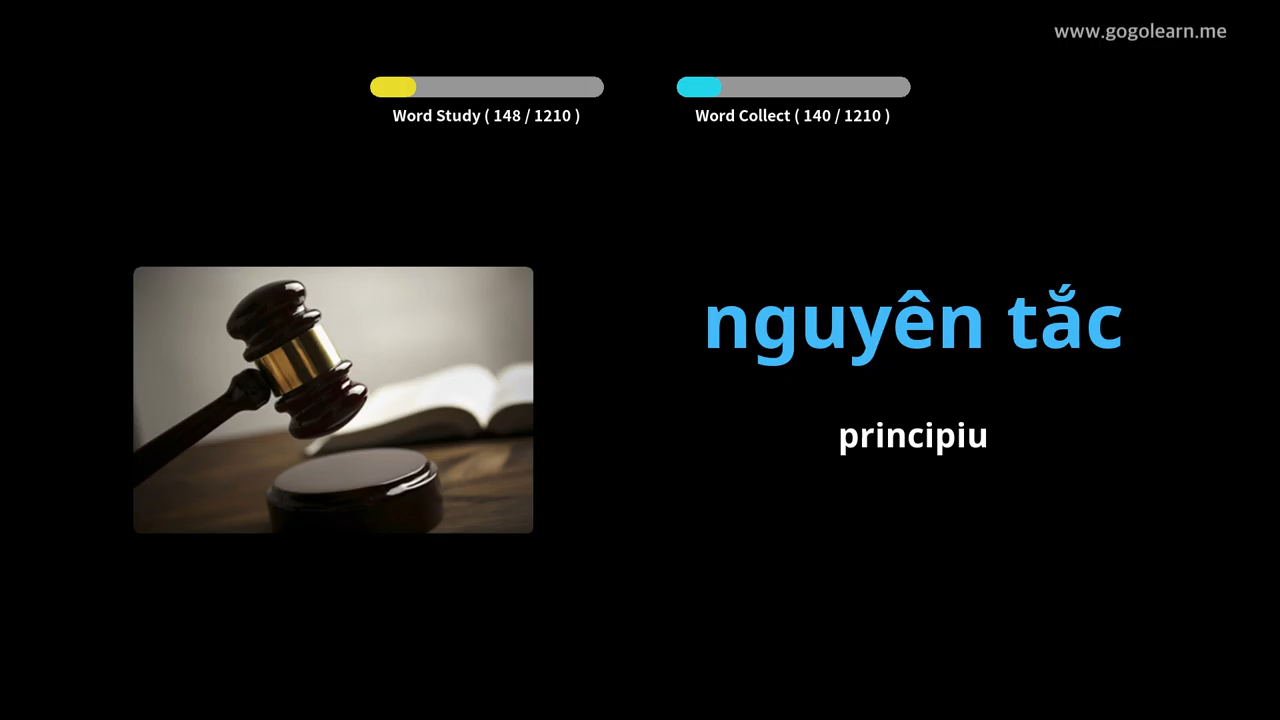 www.gogolearn.me
Word Study ( 148 / 1210 )
Word Collect ( 140 / 1210 )
nguyên tắc
principiu